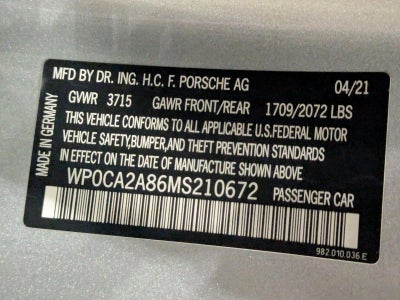 MFD BY DR. ING. H.C. F. PORSCHE AG 04/21
GVWR 3715 GAWR FRONT/REAR 1709/2072 LBS
THIS VEHICLE CONFORMS TO ALL APPLICABLE U.S.FEDERAL MOTOR
VEHICLE SAFETY,BUMPER,AND THEFT PREVENTION STANDARDS
IN EFFECT ON THE DATE OF MANUFACTURE SHOWN ABOVE
WP0CA2A86MS210672 PASSENGER CAR
982.010.036 E
MADE IN GERMANY